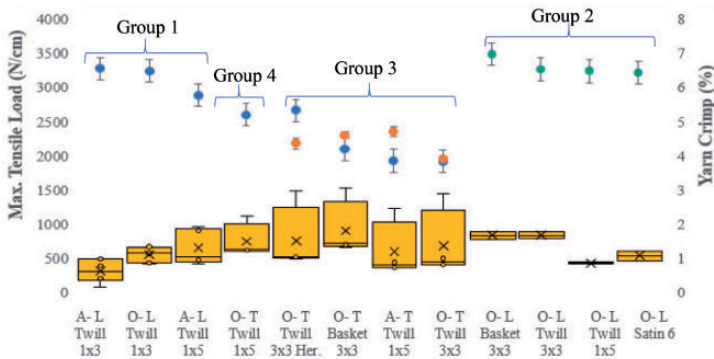 Group 1
Group 4
Group 3
Group 2
Max. Tensile Load (N/cm)
4000
3500
3000
2500
2000
1500
1000
500
0
8
7
6
5
4
3
2
1
0
Yarn Crimp (%)
A- L
Twill
1x3
O- L
Twill
1x3
A- L
Twill
1x5
O- T
Twill
1x5
O- T
Twill
3x3 Her.
O- T
Basket
3x3
A- T
Twill
1x5
O- T
Twill
3x3
O- L
Basket
3x3
O- L
Twill
3x3
O- L
Twill
1x5
O- L
Satin 6